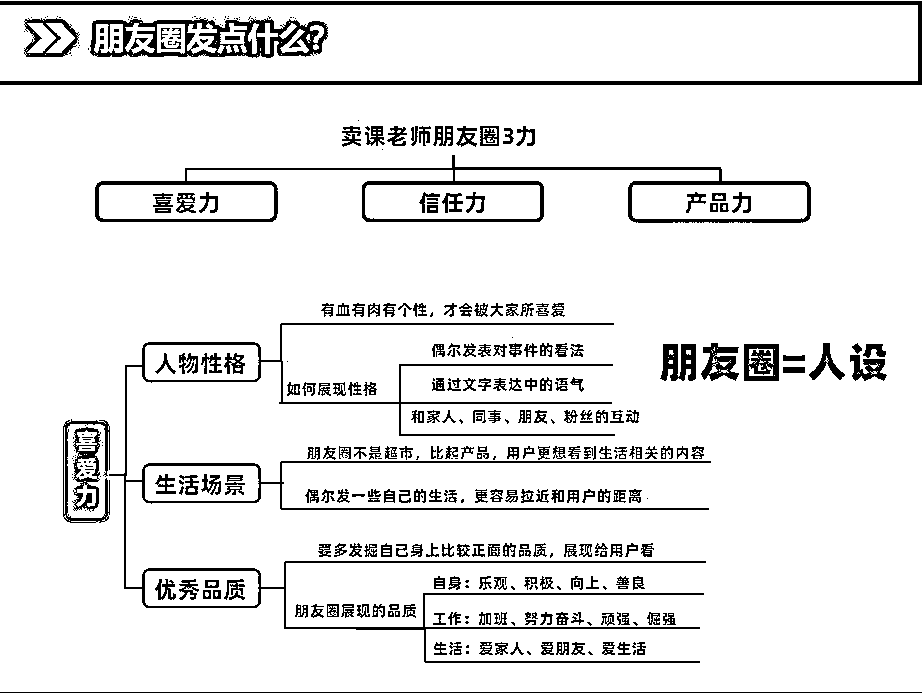 朋友圈发点什么?
卖课老师朋友圈3力
喜爱力
信任力
产品力
喜爱力
人物性格
有血有肉有个性，才会被大家所喜爱
如何展现性格
偶尔发表对事件的看法
通过文字表达中的语气
和家人、同事、朋友、粉丝的互动
朋友圈=人设
生活场景
朋友圈不是超市，比起产品，用户更想看到生活相关的内容
偶尔发一些自己的生活，更容易拉近和用户的距离
优秀品质
要多发掘自己身上比较正面的品质，展现给用户看
朋友圈展现的品质
自身：乐观、积极、向上、善良
工作：加班、努力奋斗、顽强、倔强
生活：爱家人、爱朋友、爱生活